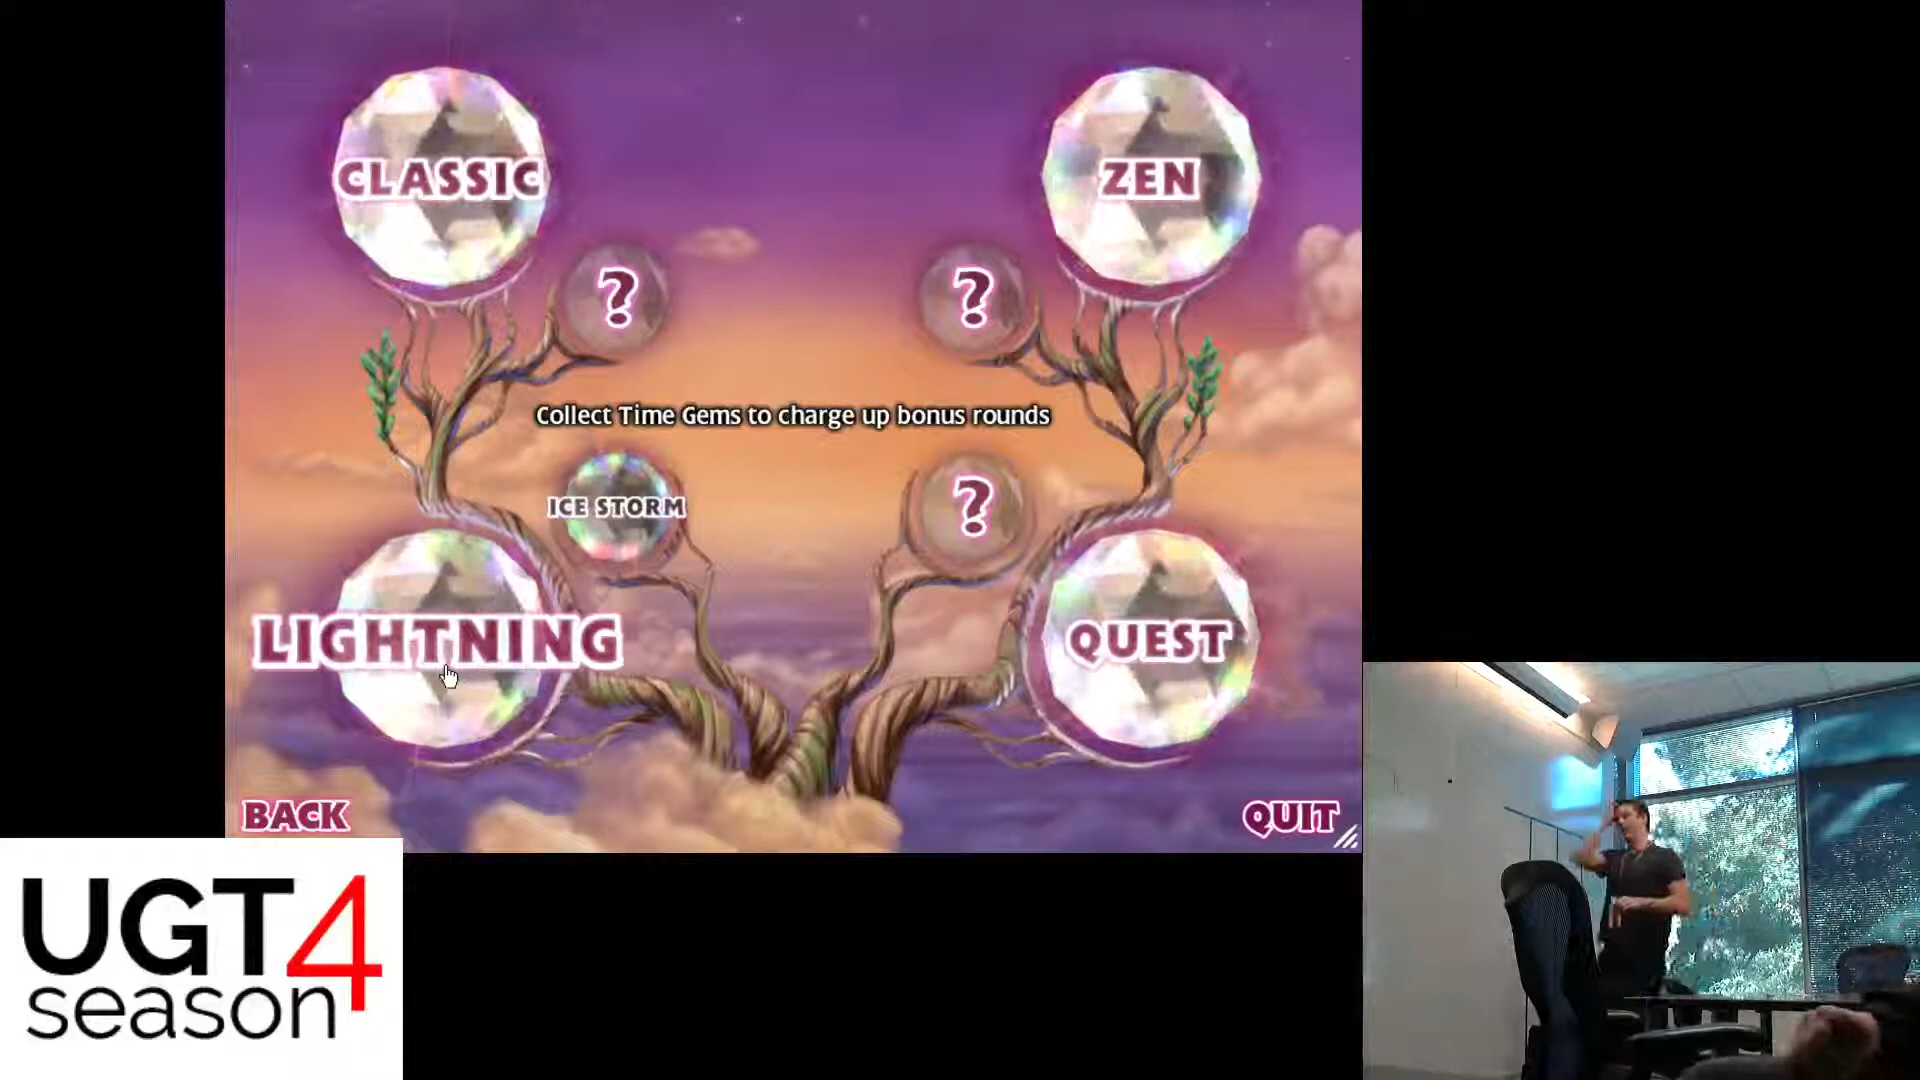 CLASSIC
ZEN
?
?
Collect Time Gems to charge up bonus rounds
ICE STORM
?
LIGHTNING
QUEST
BACK
QUIT
UGT4
season